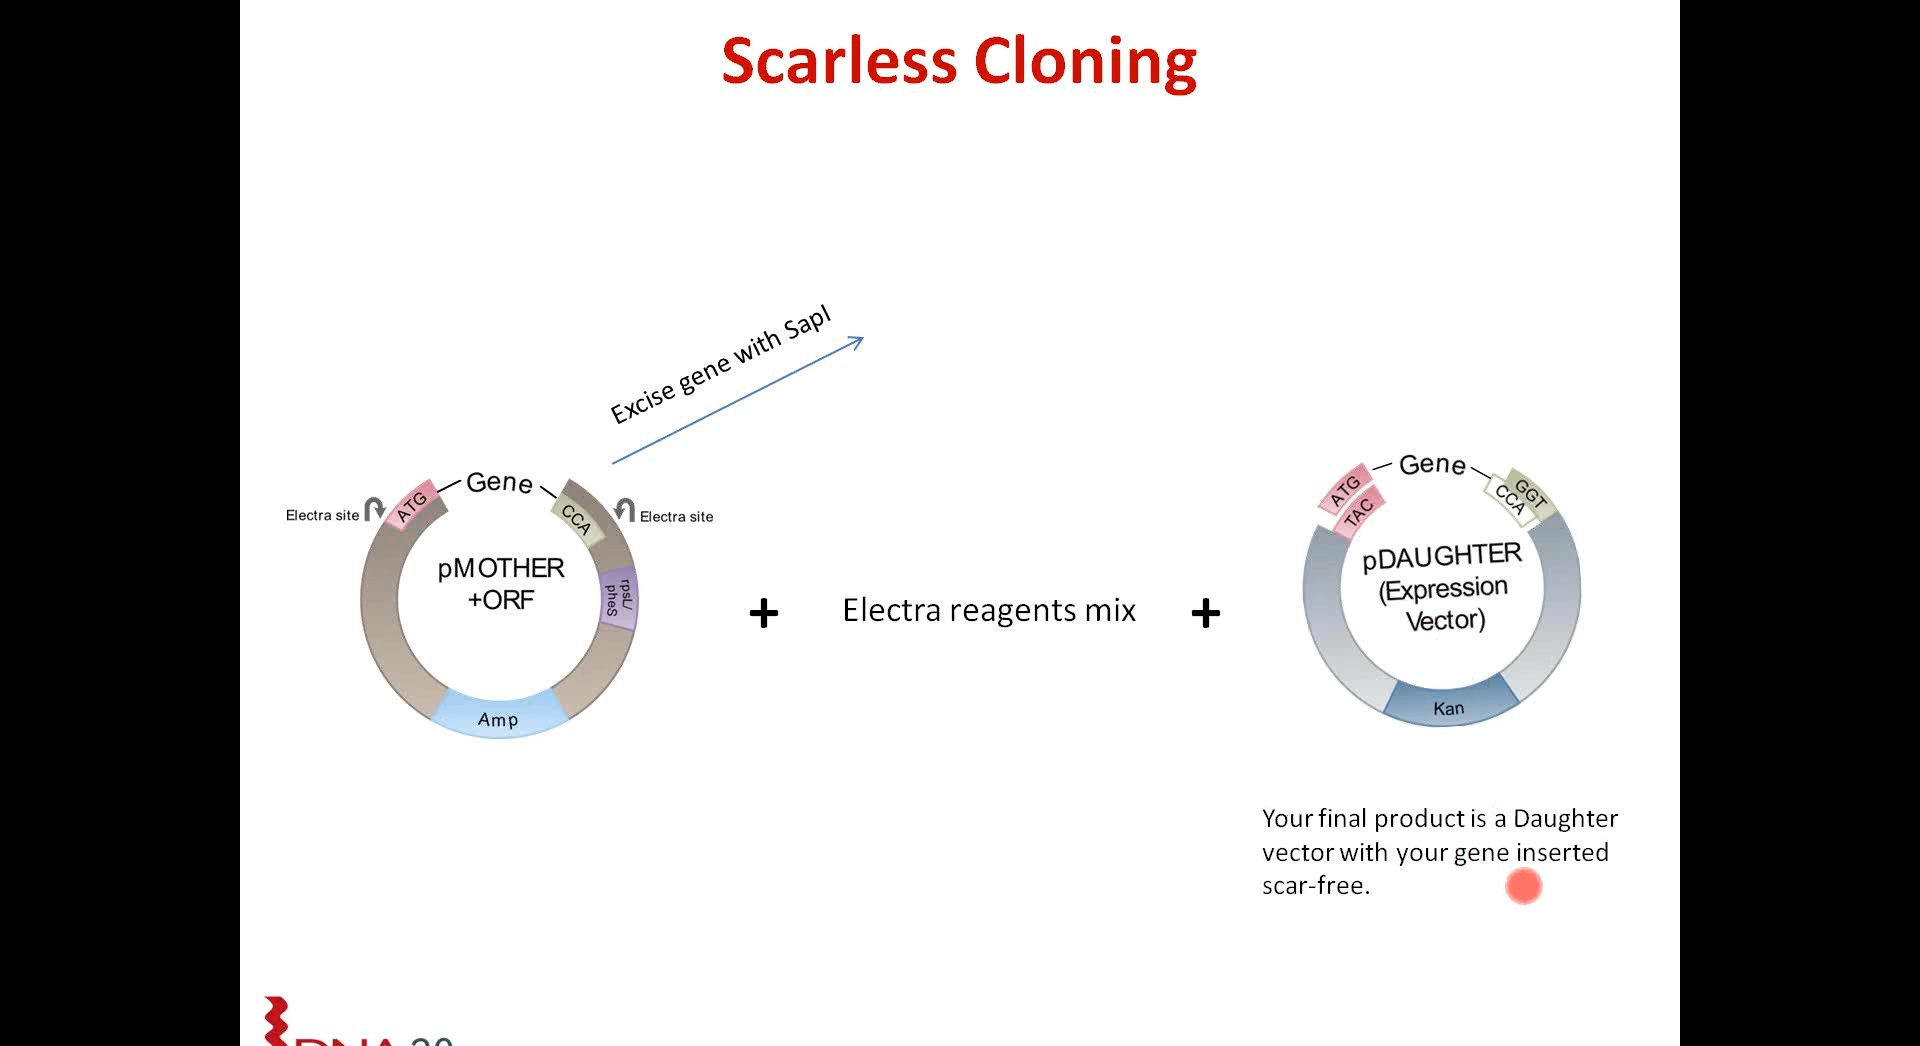 Scarless Cloning
Excise gene with SapI
Electra site
ATG
Gene
CCA
Electra site
pMOTHER
+ORF
rpsL/
pheS
Amp
+
Electra reagents mix
+
ATG
TAC
Gene
GGT
CCA
pDAUGHTER
(Expression
Vector)
Kan
Your final product is a Daughter
vector with your gene inserted
scar-free.
DNA20